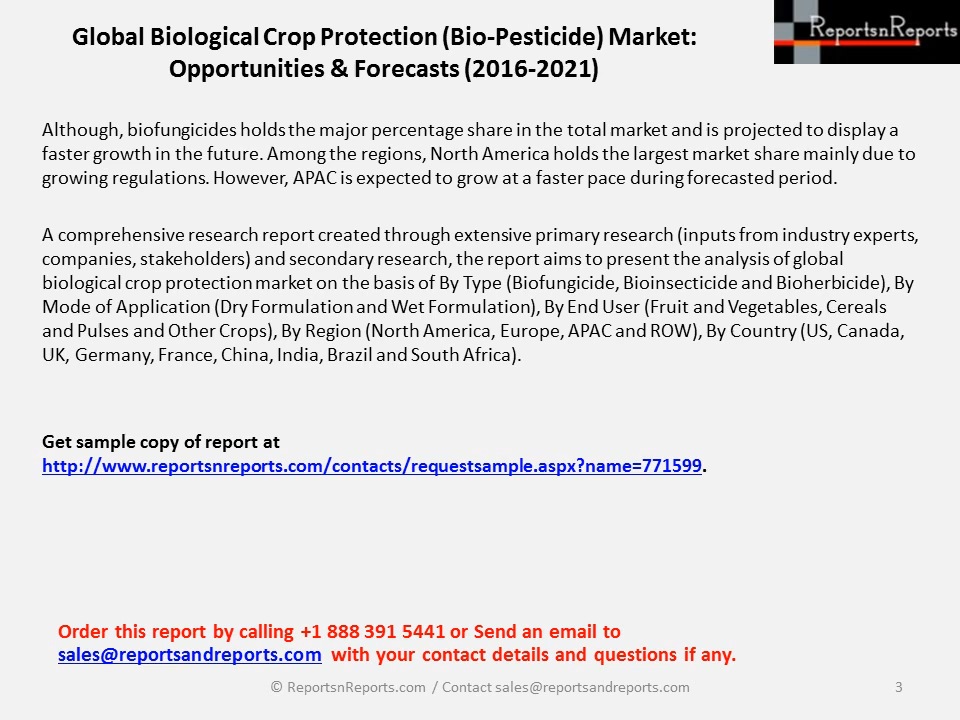 Global Biological Crop Protection (Bio-Pesticide) Market:
Opportunities & Forecasts (2016-2021)
ReportsnReports
Although, biofungicides holds the major percentage share in the total market and is projected to display a
faster growth in the future. Among the regions, North America holds the largest market share mainly due to
growing regulations. However, APAC is expected to grow at a faster pace during forecasted period.
A comprehensive research report created through extensive primary research (inputs from industry experts,
companies, stakeholders) and secondary research, the report aims to present the analysis of global
biological crop protection market on the basis of By Type (Biofungicide, Bioinsecticide and Bioherbicide), By
Mode of Application (Dry Formulation and Wet Formulation), By End User (Fruit and Vegetables, Cereals
and Pulses and Other Crops), By Region (North America, Europe, APAC and ROW), By Country (US, Canada,
UK, Germany, France, China, India, Brazil and South Africa).
Get sample copy of report at
http://www.reportsnreports.com/contacts/requestsample.aspx?name=771599.
Order this report by calling +1 888 391 5441 or Send an email to
sales@reportsandreports.com with your contact details and questions if any.
© ReportsnReports.com / Contact sales@reportsandreports.com
3